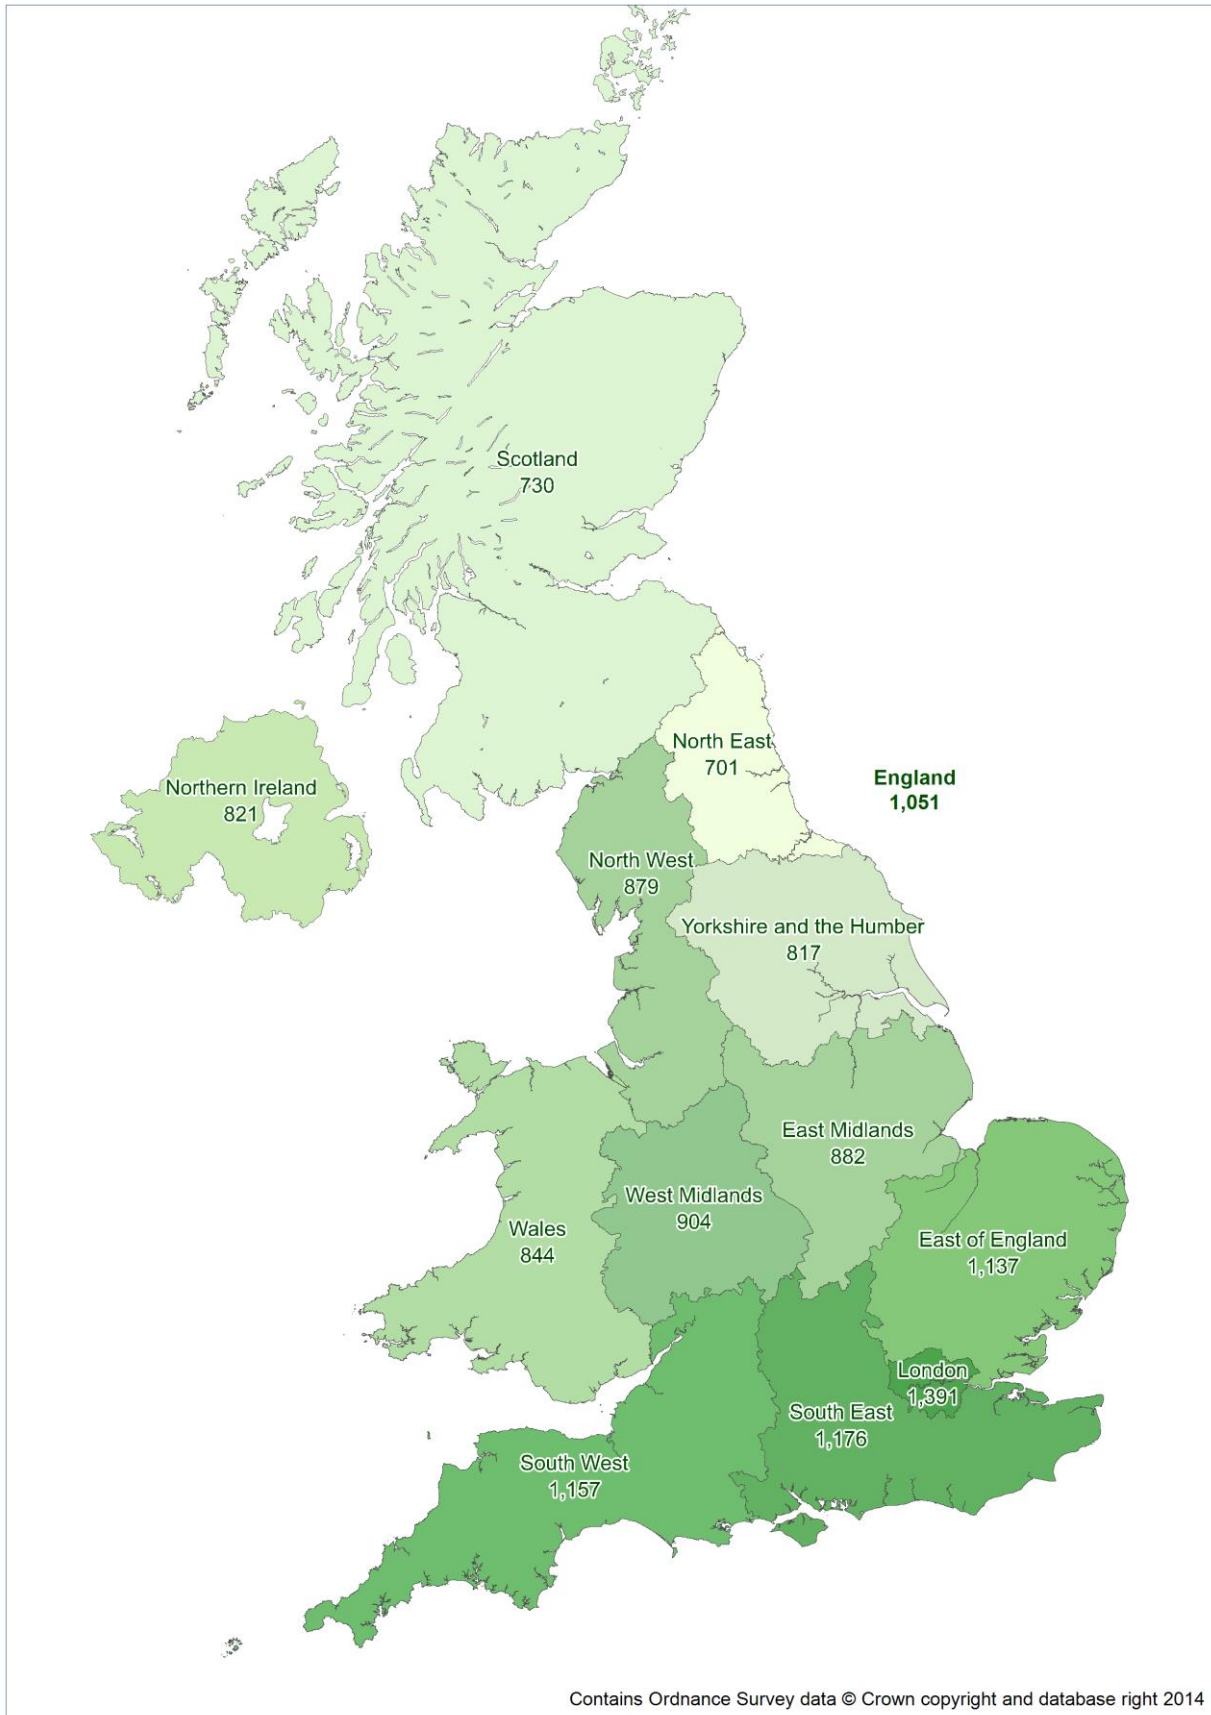 Scotland
730
North East
701
England
1,051
Northern Ireland
821
North West
879
Yorkshire and the Humber
817
East Midlands
882
West Midlands
904
Wales
844
East of England
1,137
London
1,391
South East
1,176
South West
1,157
Contains Ordnance Survey data © Crown copyright and database right 2014